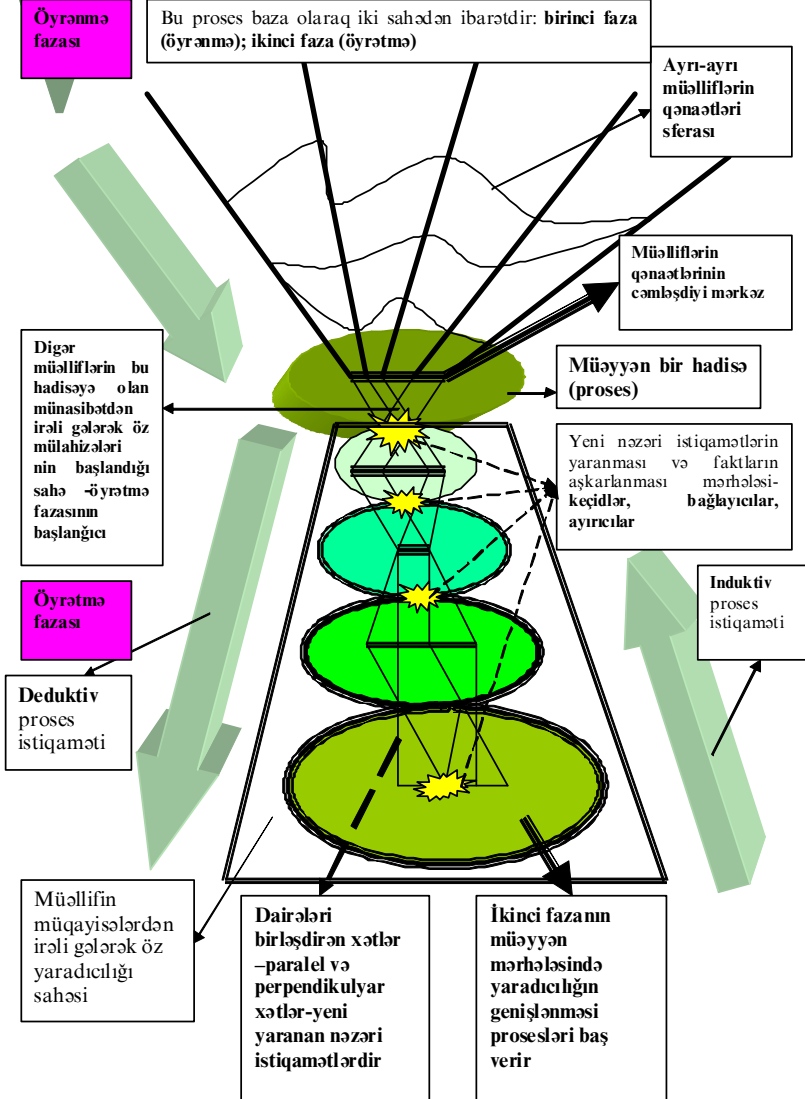 Öyrənmə
fazası
Bu proses baza olaraq iki sahədən ibarətdir: birinci faza
(öyrənmə); ikinci faza (öyrətmə)
Ayrı-ayrı
müəlliflərin
qənaətləri
sferası
Müəlliflərin
qənaətlərinin
cəmləşdiyi mərkəz
Digər
müəlliflərin bu
hadisəyə olan
münasibətdən
irəli gələrək öz
mülahizələri
nin başlandığı
sahə -öyrətmə
fazasının
başlanğıcı
Müəyyən bir hadisə
(proses)
Yeni nəzəri istiqamətlərin
yaranması və faktların
aşkarlanması mərhələsi-
keçidlər, bağlayıcılar,
ayırıcılar
Öyrətmə
fazası
İnduktiv
proses
istiqaməti
Deduktiv
proses
istiqaməti
Müəllifin
müqayisələrdən
irəli gələrək öz
yaradıcılığı
sahəsi
Dairələri
birləşdirən xətlər
–paralel və
perpendikulyar
xətlər-yeni
yaranan nəzəri
istiqamətlərdir
İkinci fazanın
müəyyən
mərhələsində
yaradıcılığın
genişlənməsi
prosesləri baş
verir